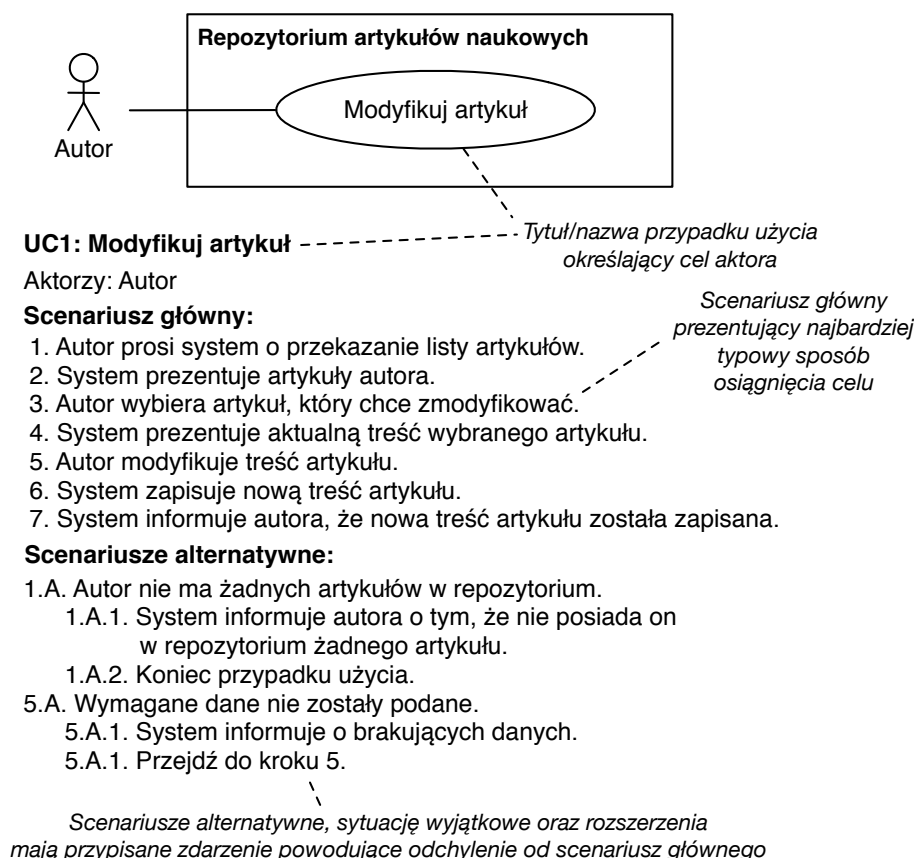 Repozytorium artykułów naukowych
Modyfikuj artykuł
Autor
Tytuł/nazwa przypadku użycia
określający cel aktora
UC1: Modyfikuj artykuł
Aktorzy: Autor
Scenariusz główny:
Scenariusz główny
prezentujący najbardziej
typowy sposób
osiągnięcia celu
1. Autor prosi system o przekazanie listy artykułów.
2. System prezentuje artykuły autora.
3. Autor wybiera artykuł, który chce zmodyfikować.
4. System prezentuje aktualną treść wybranego artykułu.
5. Autor modyfikuje treść artykułu.
6. System zapisuje nową treść artykułu.
7. System informuje autora, że nowa treść artykułu została zapisana.
Scenariusze alternatywne:
1.A. Autor nie ma żadnych artykułów w repozytorium.
1.A.1. System informuje autora o tym, że nie posiada on
w repozytorium żadnego artykułu.
1.A.2. Koniec przypadku użycia.
5.A. Wymagane dane nie zostały podane.
5.A.1. System informuje o brakujących danych.
5.A.1. Przejdź do kroku 5.
Scenariusze alternatywne, sytuację wyjątkowe oraz rozszerzenia
mają przypisane zdarzenie powodujące odchylenie od scenariusz głównego